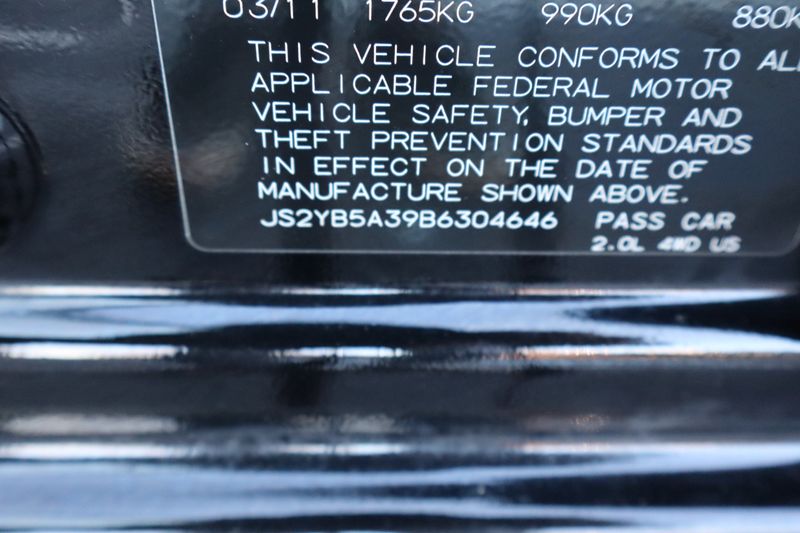 03/11 1765KG 990KG 880K
THIS VEHICLE CONFORMS TO ALL
APPLICABLE FEDERAL MOTOR
VEHICLE SAFETY, BUMPER AND
THEFT PREVENTION STANDARDS
IN EFFECT ON THE DATE OF
MANUFACTURE SHOWN ABOVE.
JS2YB5A39B6304646 PASS CAR
2.0L 4WD US